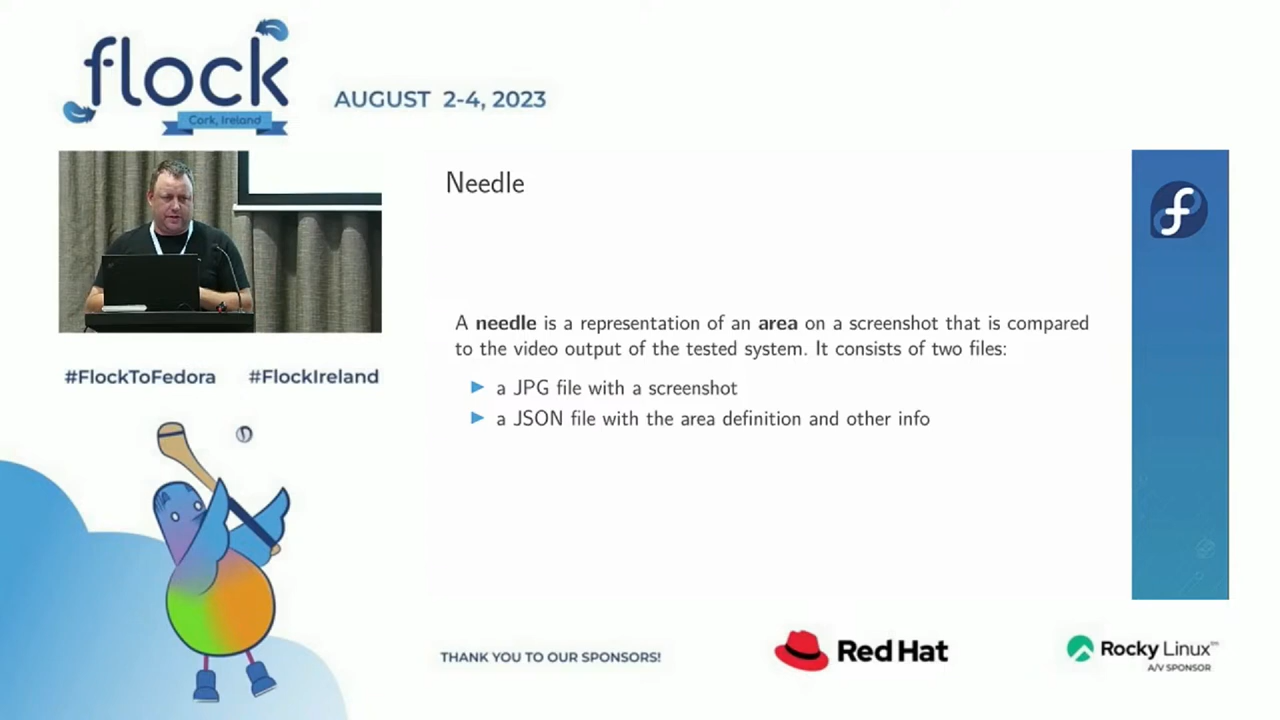 flock
Cork, Ireland
AUGUST 2-4, 2023
Needle
A needle is a representation of an area on a screenshot that is compared
to the video output of the tested system. It consists of two files:
a JPG file with a screenshot
a JSON file with the area definition and other info
#FlockToFedora #FlockIreland
THANK YOU TO OUR SPONSORS!
Red Hat
Rocky Linux
A/V SPONSOR